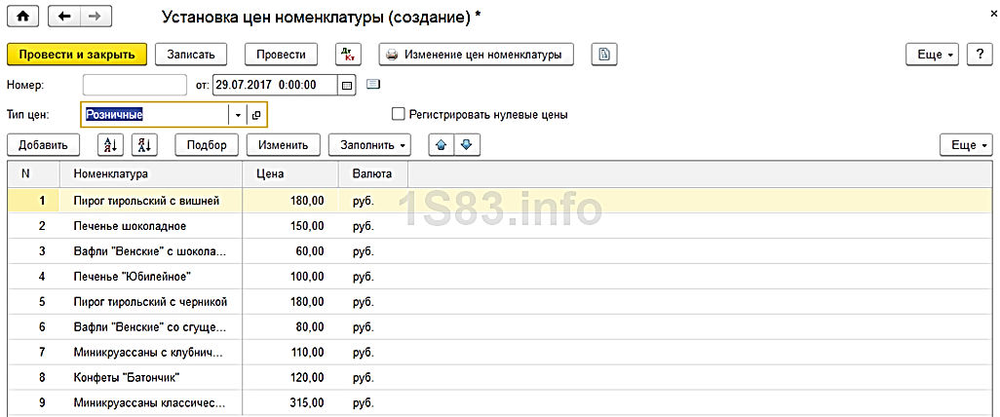 Установка цен номенклатуры (создание) *
Провести и закрыть Записать Провести Дт Кт Изменение цен номенклатуры Еще ?
Номер: от: 29.07.2017 0:00:00
Тип цен: Розничные Регистрировать нулевые цены
Добавить А Я Я А Подбор Изменить Заполнить Еще
N Номенклатура Цена Валюта
1 Пирог тирольский с вишней 180,00 руб.
2 Печенье шоколадное 150,00 руб.
3 Вафли "Венские" с шокола... 60,00 руб.
4 Печенье "Юбилейное" 100,00 руб.
5 Пирог тирольский с черникой 180,00 руб.
6 Вафли "Венские" со сгуще... 80,00 руб.
7 Миникруассаны с клубнич... 110,00 руб.
8 Конфеты "Батончик" 120,00 руб.
9 Миникруассаны классичес... 315,00 руб.
1S83.info